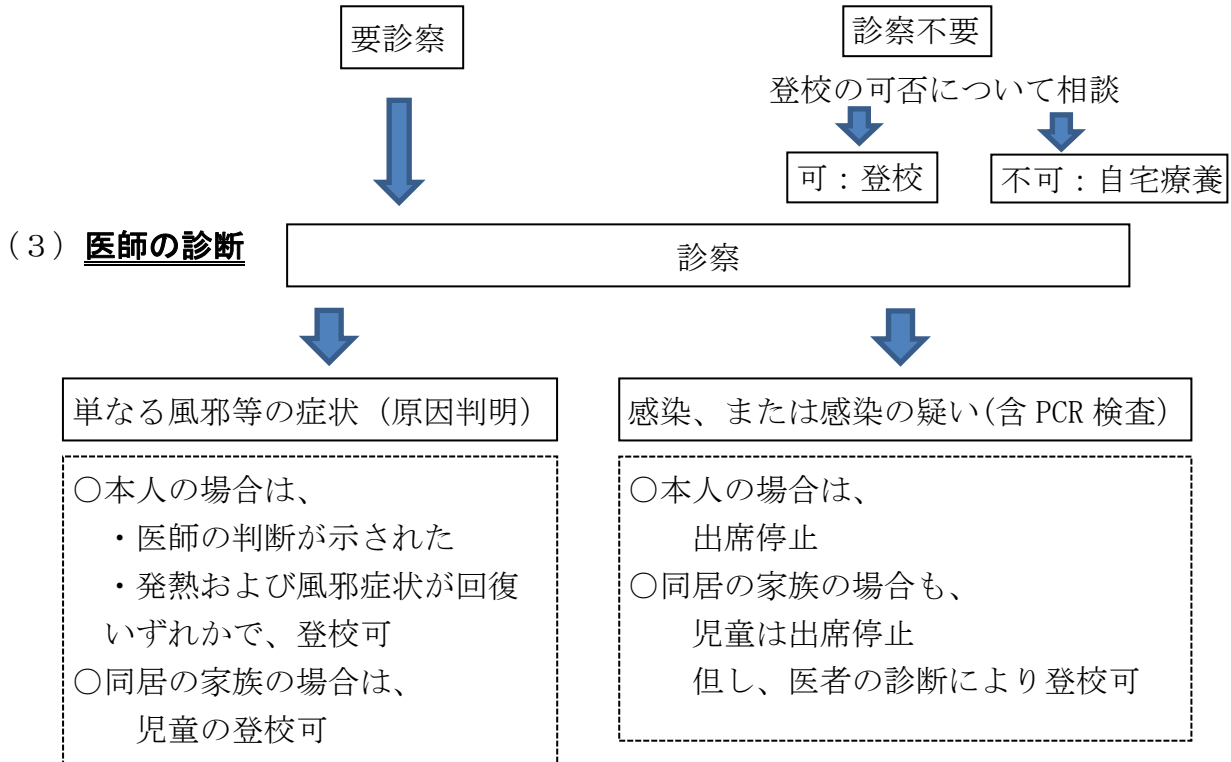 要診察
診察不要
登校の可否について相談
可：登校
不可：自宅療養
（３）医師の診断
診察
単なる風邪等の症状（原因判明）
○本人の場合は、
・医師の判断が示された
・発熱および風邪症状が回復
いずれかで、登校可
○同居の家族の場合は、
児童の登校可
感染、または感染の疑い(含 PCR 検査）
○本人の場合は、
出席停止
○同居の家族の場合も、
児童は出席停止
但し、医者の診断により登校可